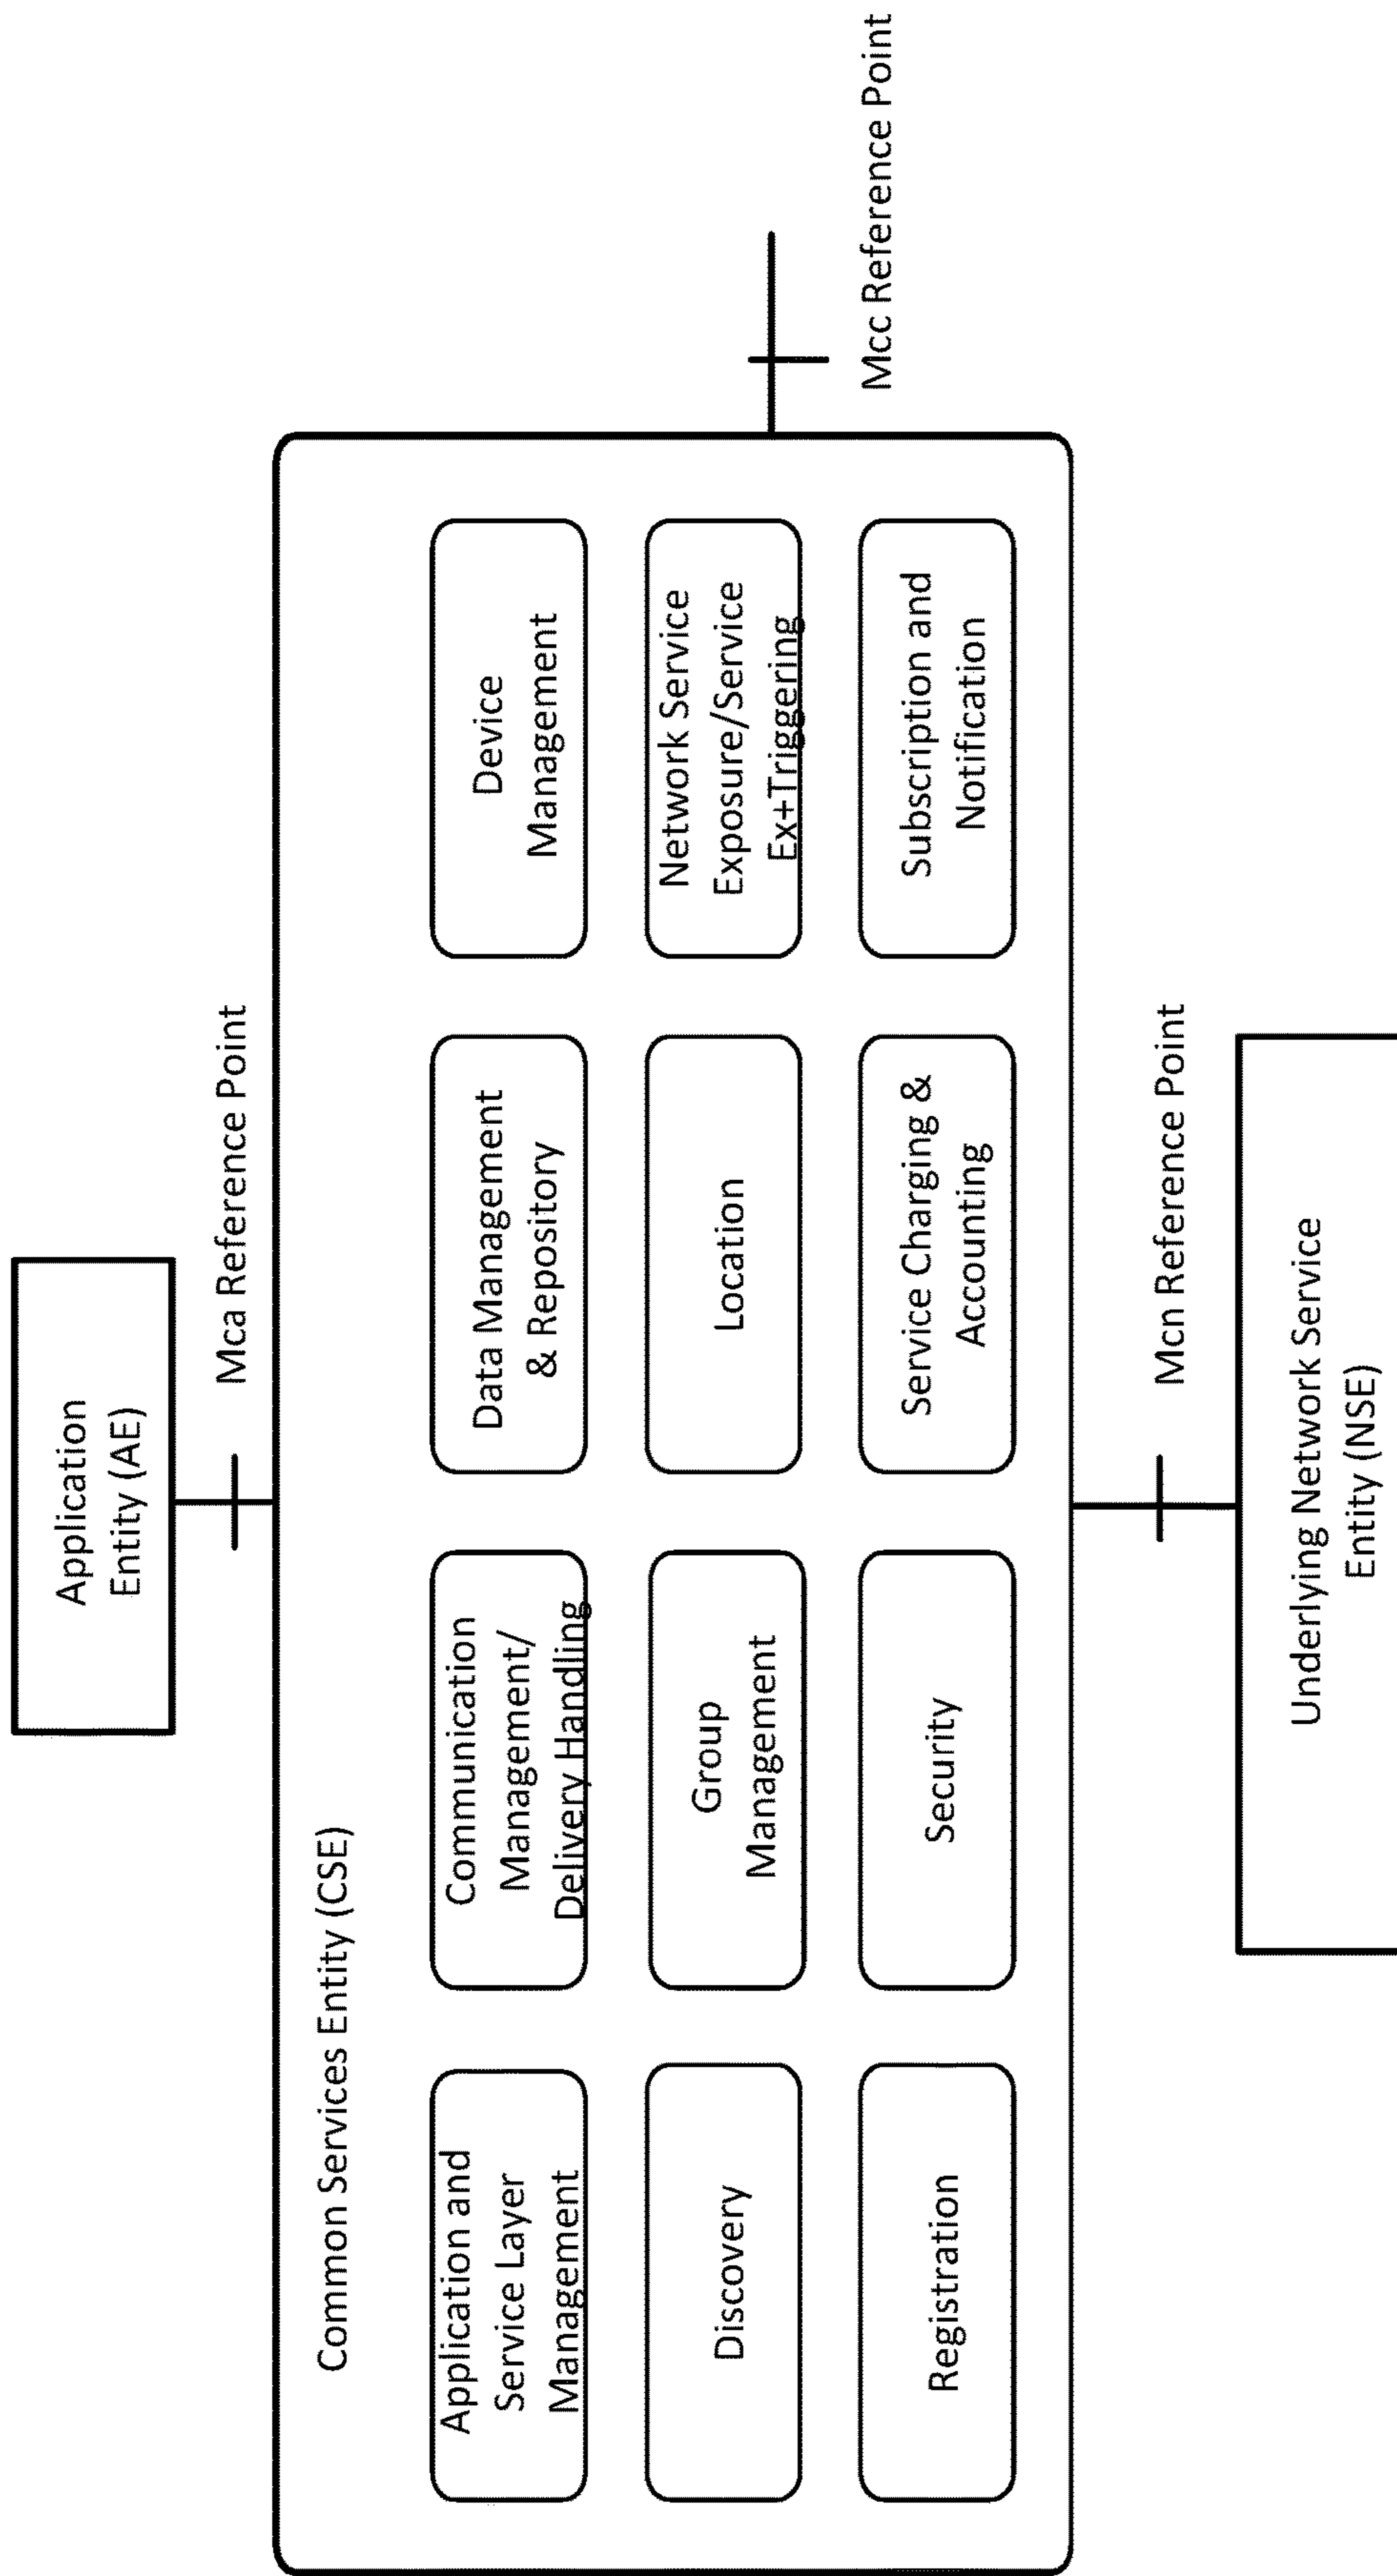 Application
Entity (AE)
Mca Reference Point
Common Services Entity (CSE)
Application and
Service Layer
Management
Communication
Management/
Delivery Handling
Data Management
& Repository
Device
Management
Discovery
Group
Management
Location
Network Service
Exposure/Service
Ex+Triggering
Registration
Security
Service Charging &
Accounting
Subscription and
Notification
Mcc Reference Point
Mcn Reference Point
Underlying Network Service
Entity (NSE)